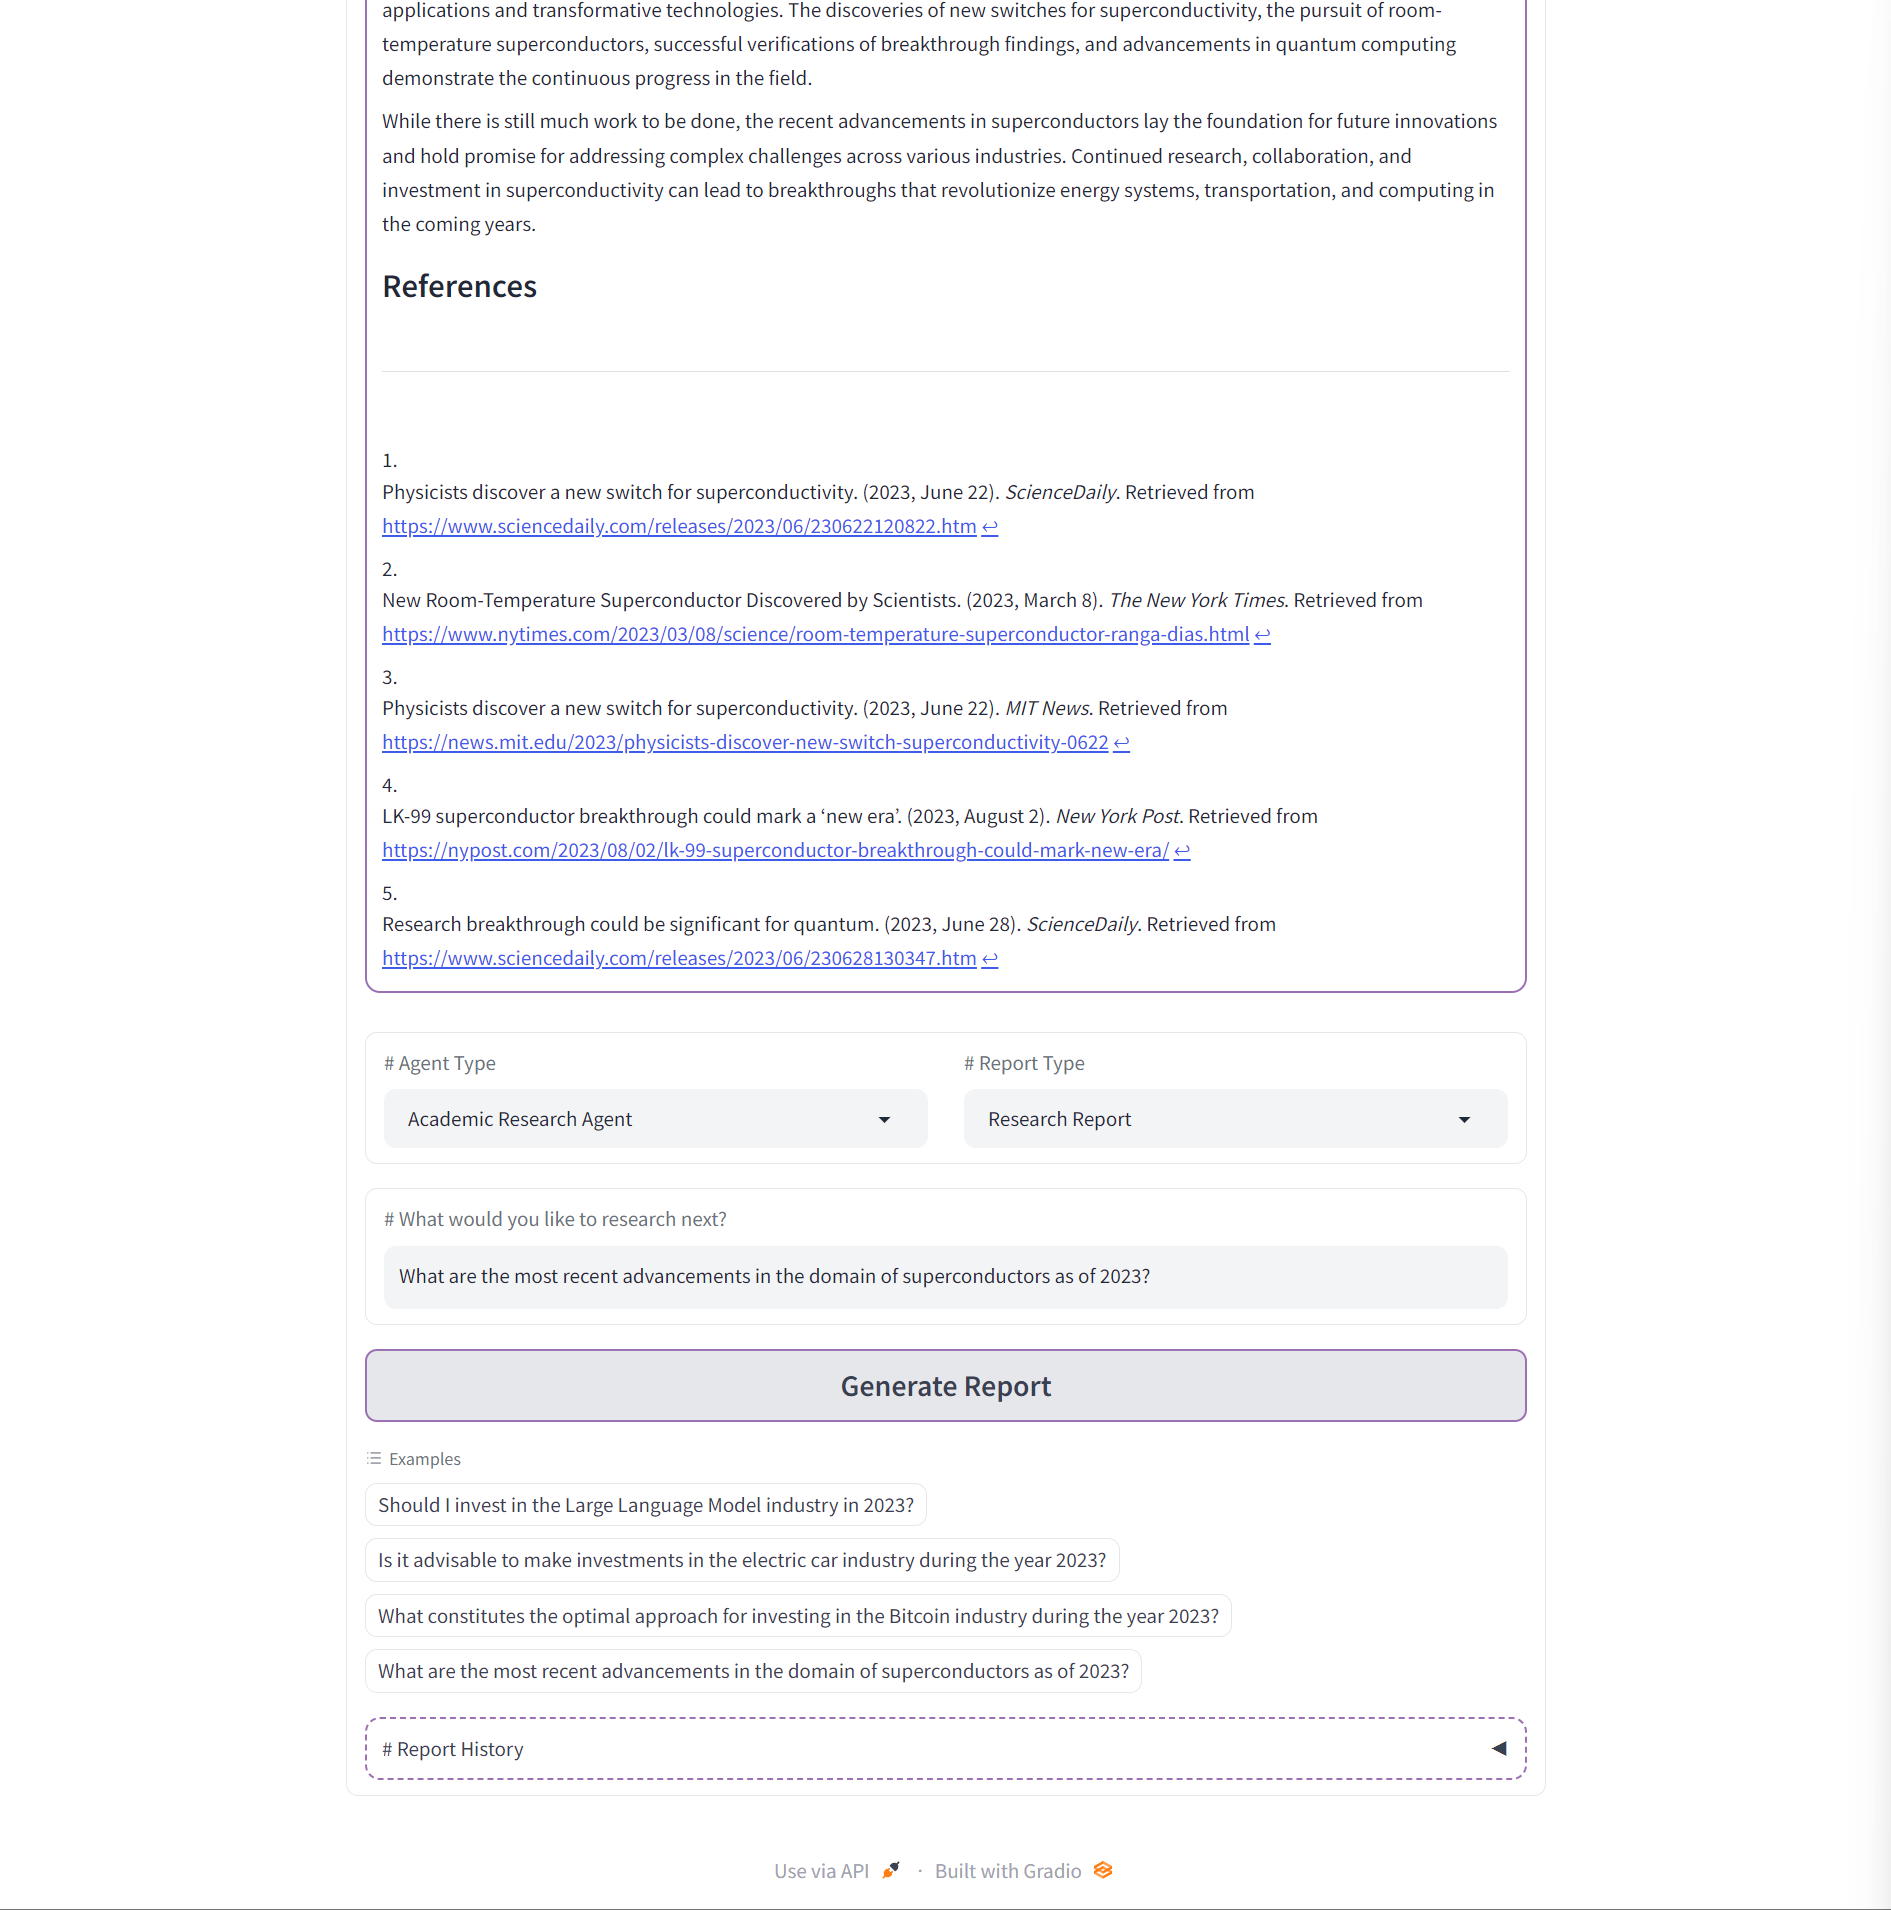 applications and transformative technologies. The discoveries of new switches for superconductivity, the pursuit of room-
temperature superconductors, successful verifications of breakthrough findings, and advancements in quantum computing
demonstrate the continuous progress in the field.
While there is still much work to be done, the recent advancements in superconductors lay the foundation for future innovations
and hold promise for addressing complex challenges across various industries. Continued research, collaboration, and
investment in superconductivity can lead to breakthroughs that revolutionize energy systems, transportation, and computing in
the coming years.
References
1.
Physicists discover a new switch for superconductivity. (2023, June 22). ScienceDaily. Retrieved from
https://www.sciencedaily.com/releases/2023/06/230622120822.htm ↩
2.
New Room-Temperature Superconductor Discovered by Scientists. (2023, March 8). The New York Times. Retrieved from
https://www.nytimes.com/2023/03/08/science/room-temperature-superconductor-ranga-dias.html ↩
3.
Physicists discover a new switch for superconductivity. (2023, June 22). MIT News. Retrieved from
https://news.mit.edu/2023/physicists-discover-new-switch-superconductivity-0622 ↩
4.
LK-99 superconductor breakthrough could mark a ‘new era’. (2023, August 2). New York Post. Retrieved from
https://nypost.com/2023/08/02/lk-99-superconductor-breakthrough-could-mark-new-era/ ↩
5.
Research breakthrough could be significant for quantum. (2023, June 28). ScienceDaily. Retrieved from
https://www.sciencedaily.com/releases/2023/06/230628130347.htm ↩
# Agent Type
# Report Type
Academic Research Agent
Research Report
# What would you like to research next?
What are the most recent advancements in the domain of superconductors as of 2023?
Generate Report
Examples
Should I invest in the Large Language Model industry in 2023?
Is it advisable to make investments in the electric car industry during the year 2023?
What constitutes the optimal approach for investing in the Bitcoin industry during the year 2023?
What are the most recent advancements in the domain of superconductors as of 2023?
# Report History
Use via API · Built with Gradio